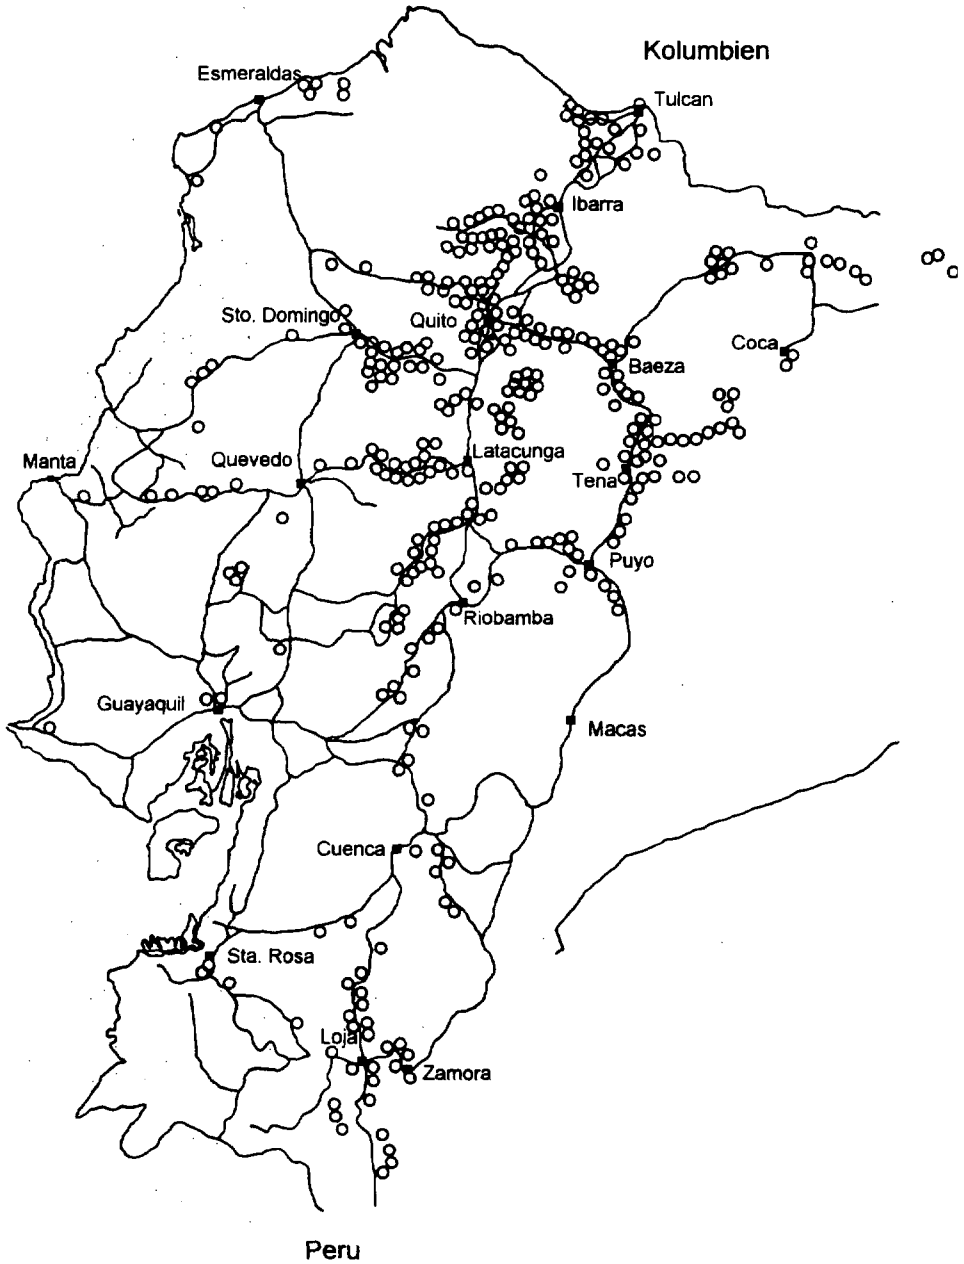 Kolumbien
Esmeraldas
Tulcan
Ibarra
Sto. Domingo
Quito
Coca
Baeza
Manta
Quevedo
Latacunga
Tena
Puyo
Riobamba
Guayaquil
Macas
Cuenca
Sta. Rosa
Loja
Zamora
Peru